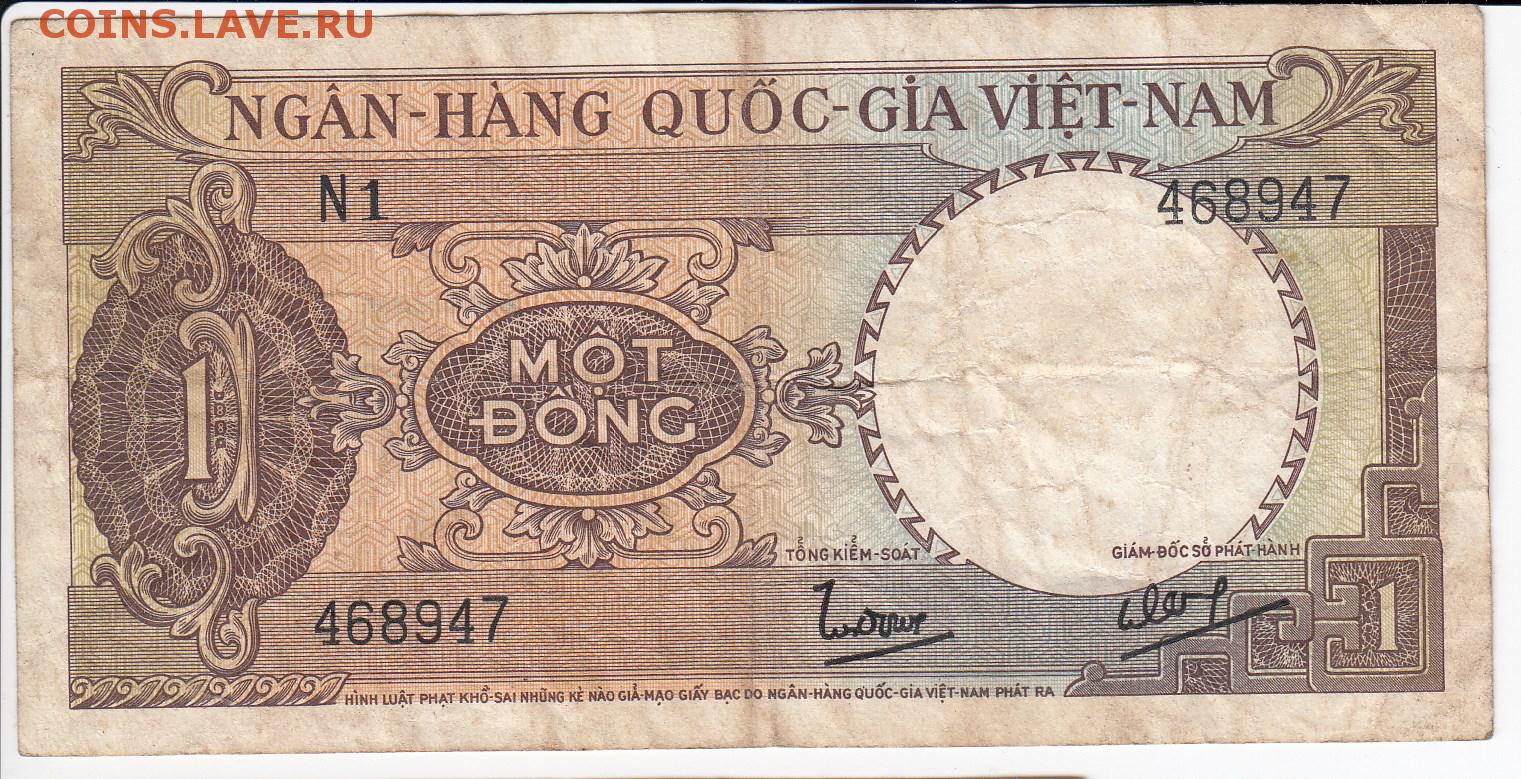 COINS.LAVE.RU
NGÂN-HÀNG QUỐC-GIA VIỆT-NAM
N1 468947
1
MỘT
ĐỒNG
TỔNG KIỂM-SOÁT GIÁM-ĐỐC SỞ PHÁT-HÀNH
468947
1
HÌNH LUẬT PHẠT KHỔ-SAI NHỮNG KẺ NÀO GIẢ-MẠO GIẤY BẠC DO NGÂN-HÀNG QUỐC-GIA VIỆT-NAM PHÁT RA